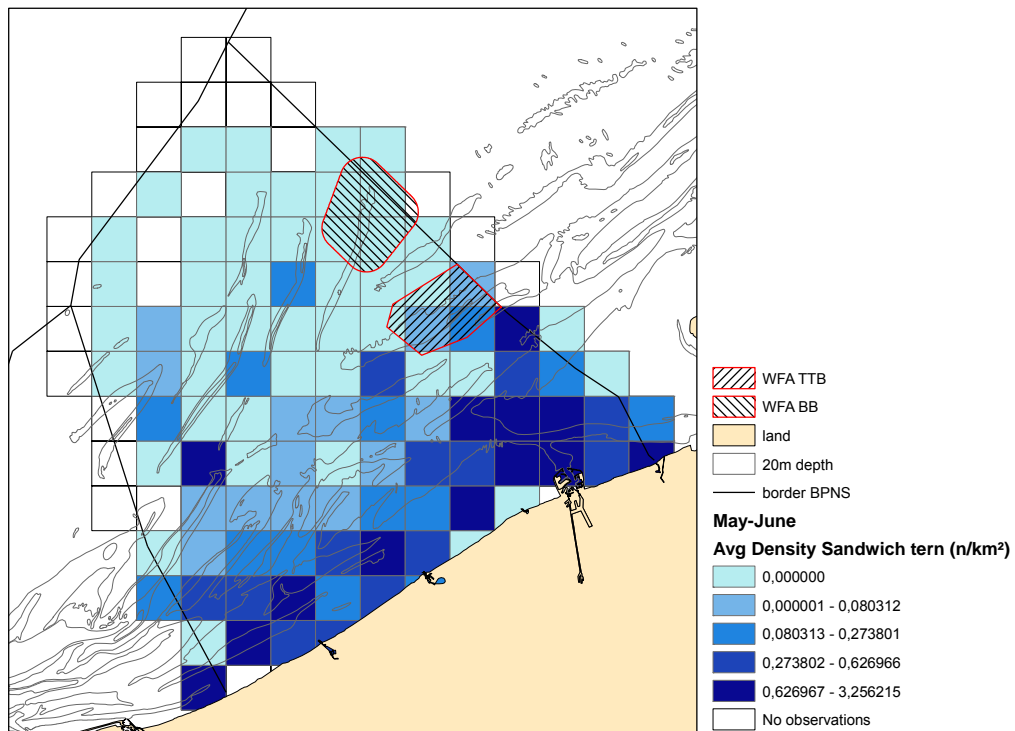 WFA TTB
WFA BB
land
20m depth
border BPNS
May-June
Avg Density Sandwich tern (n/km²)
0,000000
0,000001 - 0,080312
0,080313 - 0,273801
0,273802 - 0,626966
0,626967 - 3,256215
No observations